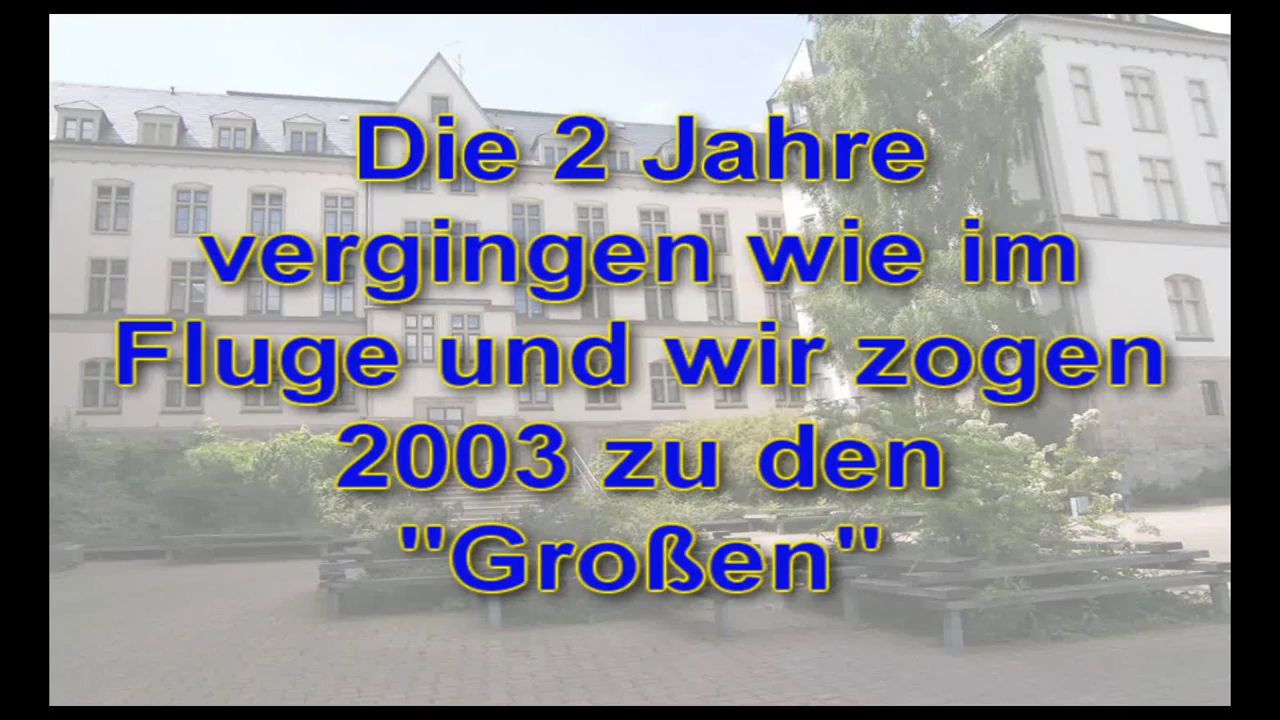 Die 2 Jahre
vergingen wie im
Fluge und wir zogen
2003 zu den
"Großen"